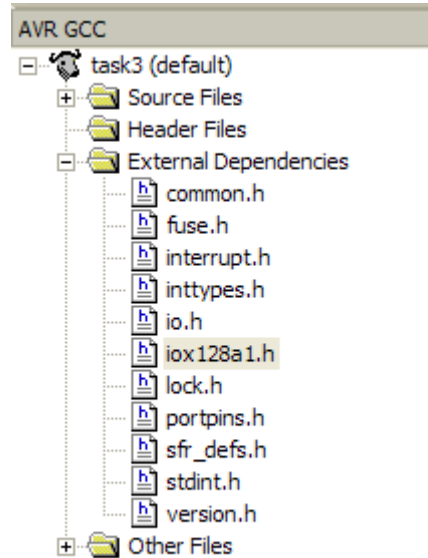 AVR GCC
task3 (default)
Source Files
Header Files
External Dependencies
common.h
fuse.h
interrupt.h
inttypes.h
io.h
iox128a1.h
lock.h
portpins.h
sfr_defs.h
stdint.h
version.h
Other Files